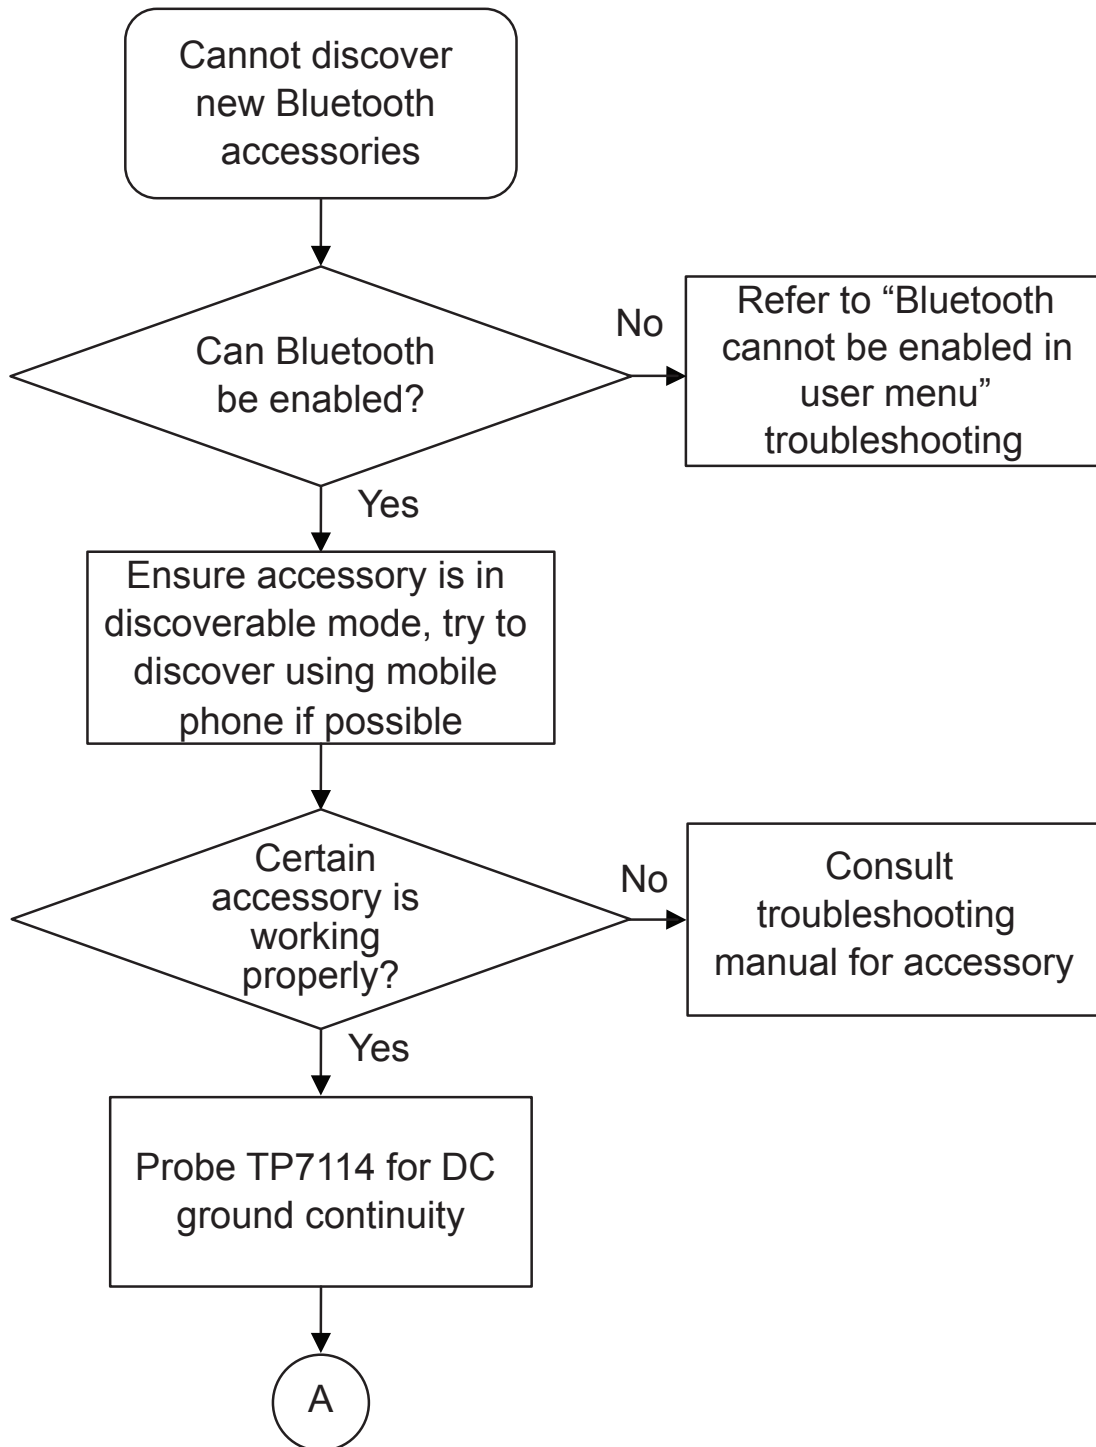 Cannot discover
new Bluetooth
accessories
Can Bluetooth
be enabled?
No
Refer to “Bluetooth
cannot be enabled in
user menu”
troubleshooting
Yes
Ensure accessory is in
discoverable mode, try to
discover using mobile
phone if possible
Certain
accessory is
working
properly?
No
Consult
troubleshooting
manual for accessory
Yes
Probe TP7114 for DC
ground continuity
A